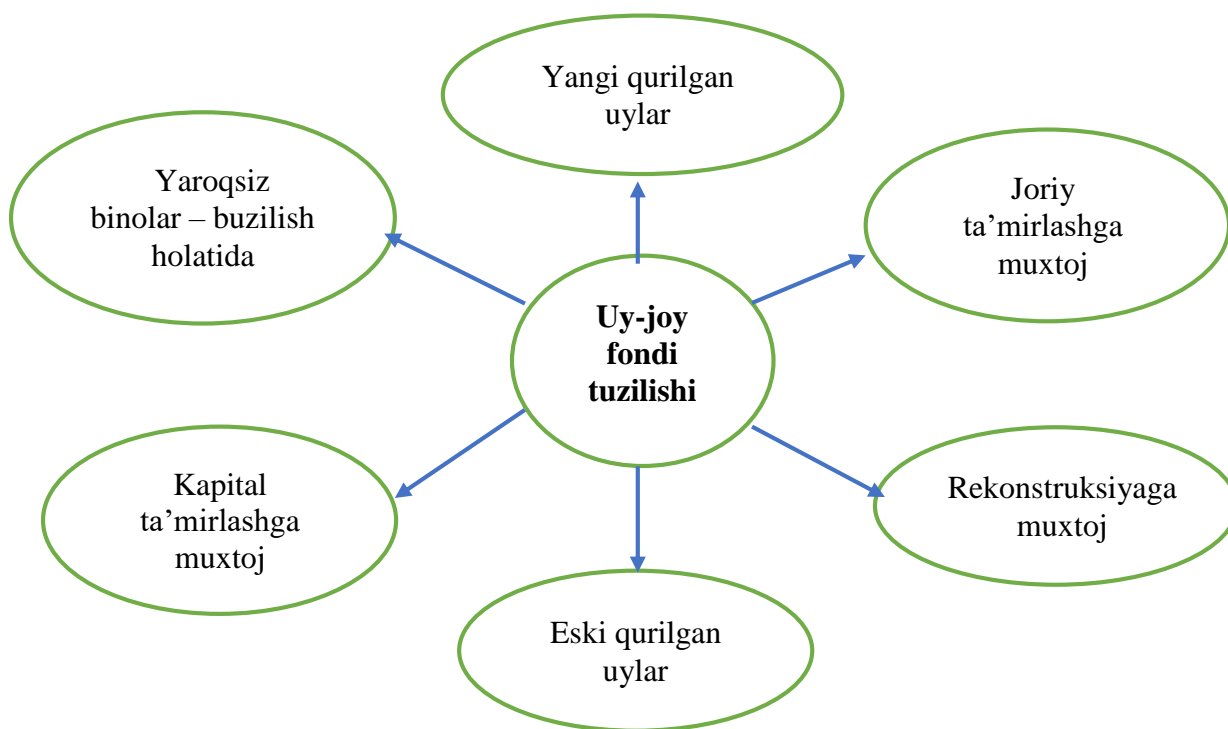 Yangi qurilgan
uylar
Yaroqsiz
binolar – buzilish
holatida
Joriy
ta’mirlashga
muxtoj
Uy-joy
fondi
tuzilishi
Kapital
ta’mirlashga
muxtoj
Rekonstruksiyaga
muxtoj
Eski qurilgan
uylar